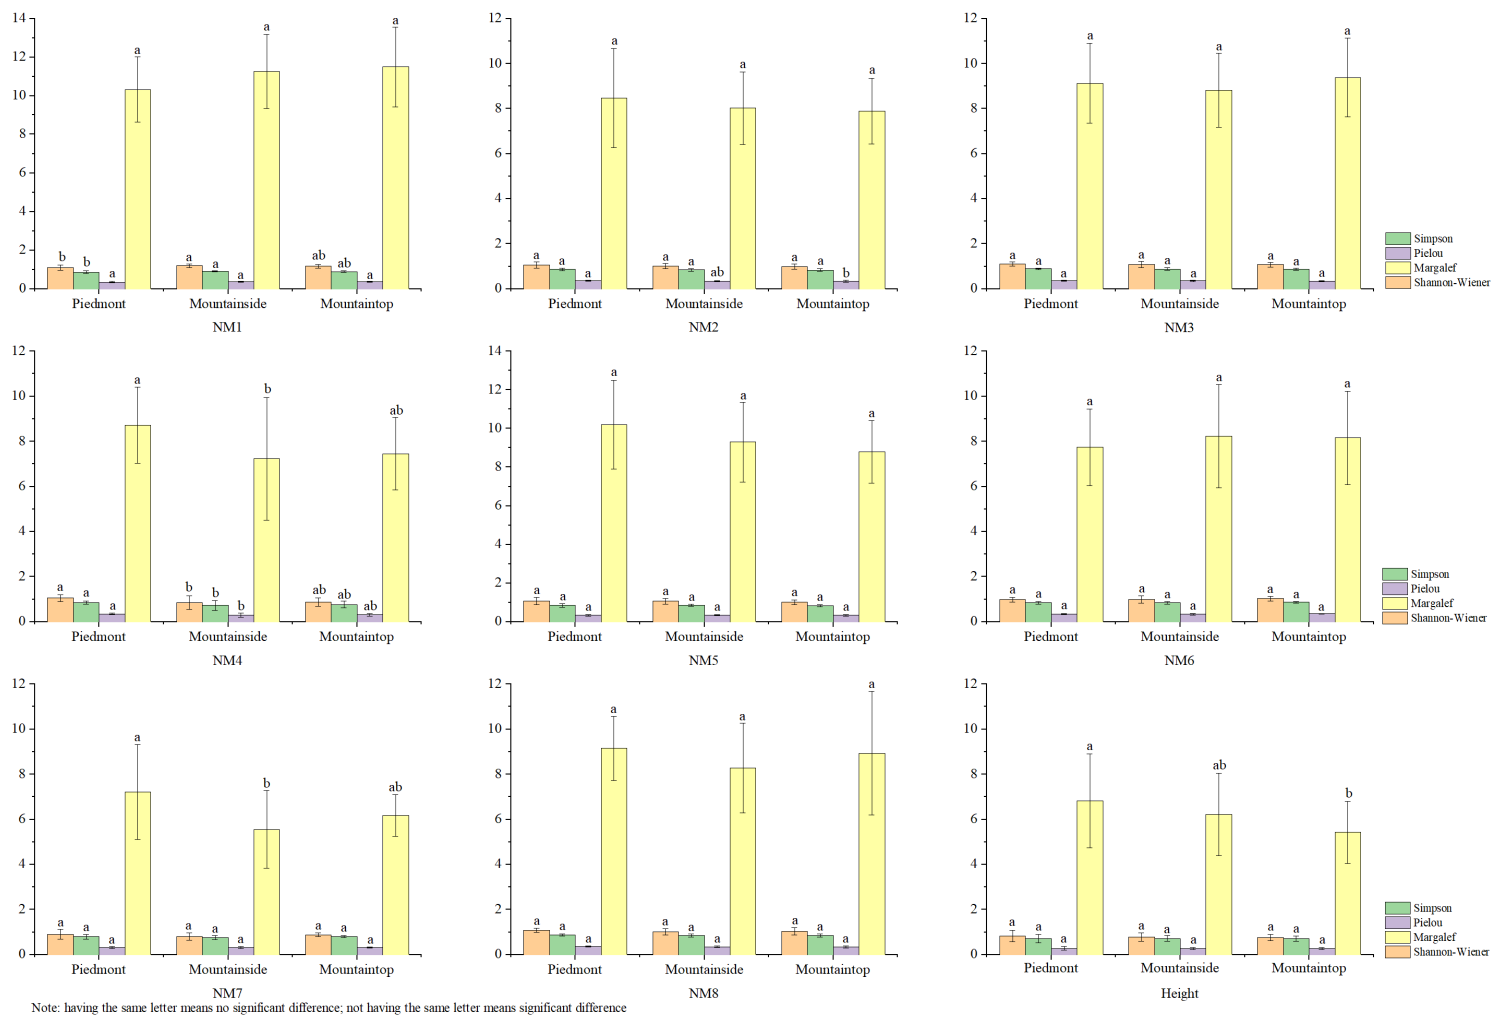 14
12
10
8
6
4
2
0
b b a a
a a a a
ab ab a a
Piedmont Mountainside Mountaintop
NM1
12
10
8
6
4
2
0
a a a a
a a ab a
a a b a
Piedmont Mountainside Mountaintop
NM2
12
10
8
6
4
2
0
a a a a
a a a a
a a a a
Piedmont Mountainside Mountaintop
NM3
Simpson
Pielou
Margalef
Shannon-Wiener
12
10
8
6
4
2
0
a a a a
b b b b
ab ab ab ab
Piedmont Mountainside Mountaintop
NM4
14
12
10
8
6
4
2
0
a a a a
a a a a
a a a a
Piedmont Mountainside Mountaintop
NM5
12
10
8
6
4
2
0
a a a a
a a a a
a a a a
Piedmont Mountainside Mountaintop
NM6
Simpson
Pielou
Margalef
Shannon-Wiener
12
10
8
6
4
2
0
a a a a
a a a b
a a a ab
Piedmont Mountainside Mountaintop
NM7
12
10
8
6
4
2
0
a a a a
a a a a
a a a a
Piedmont Mountainside Mountaintop
NM8
12
10
8
6
4
2
0
a a a a
a a a ab
a a a b
Piedmont Mountainside Mountaintop
Height
Simpson
Pielou
Margalef
Shannon-Wiener
Note: having the same letter means no significant difference; not having the same letter means significant difference